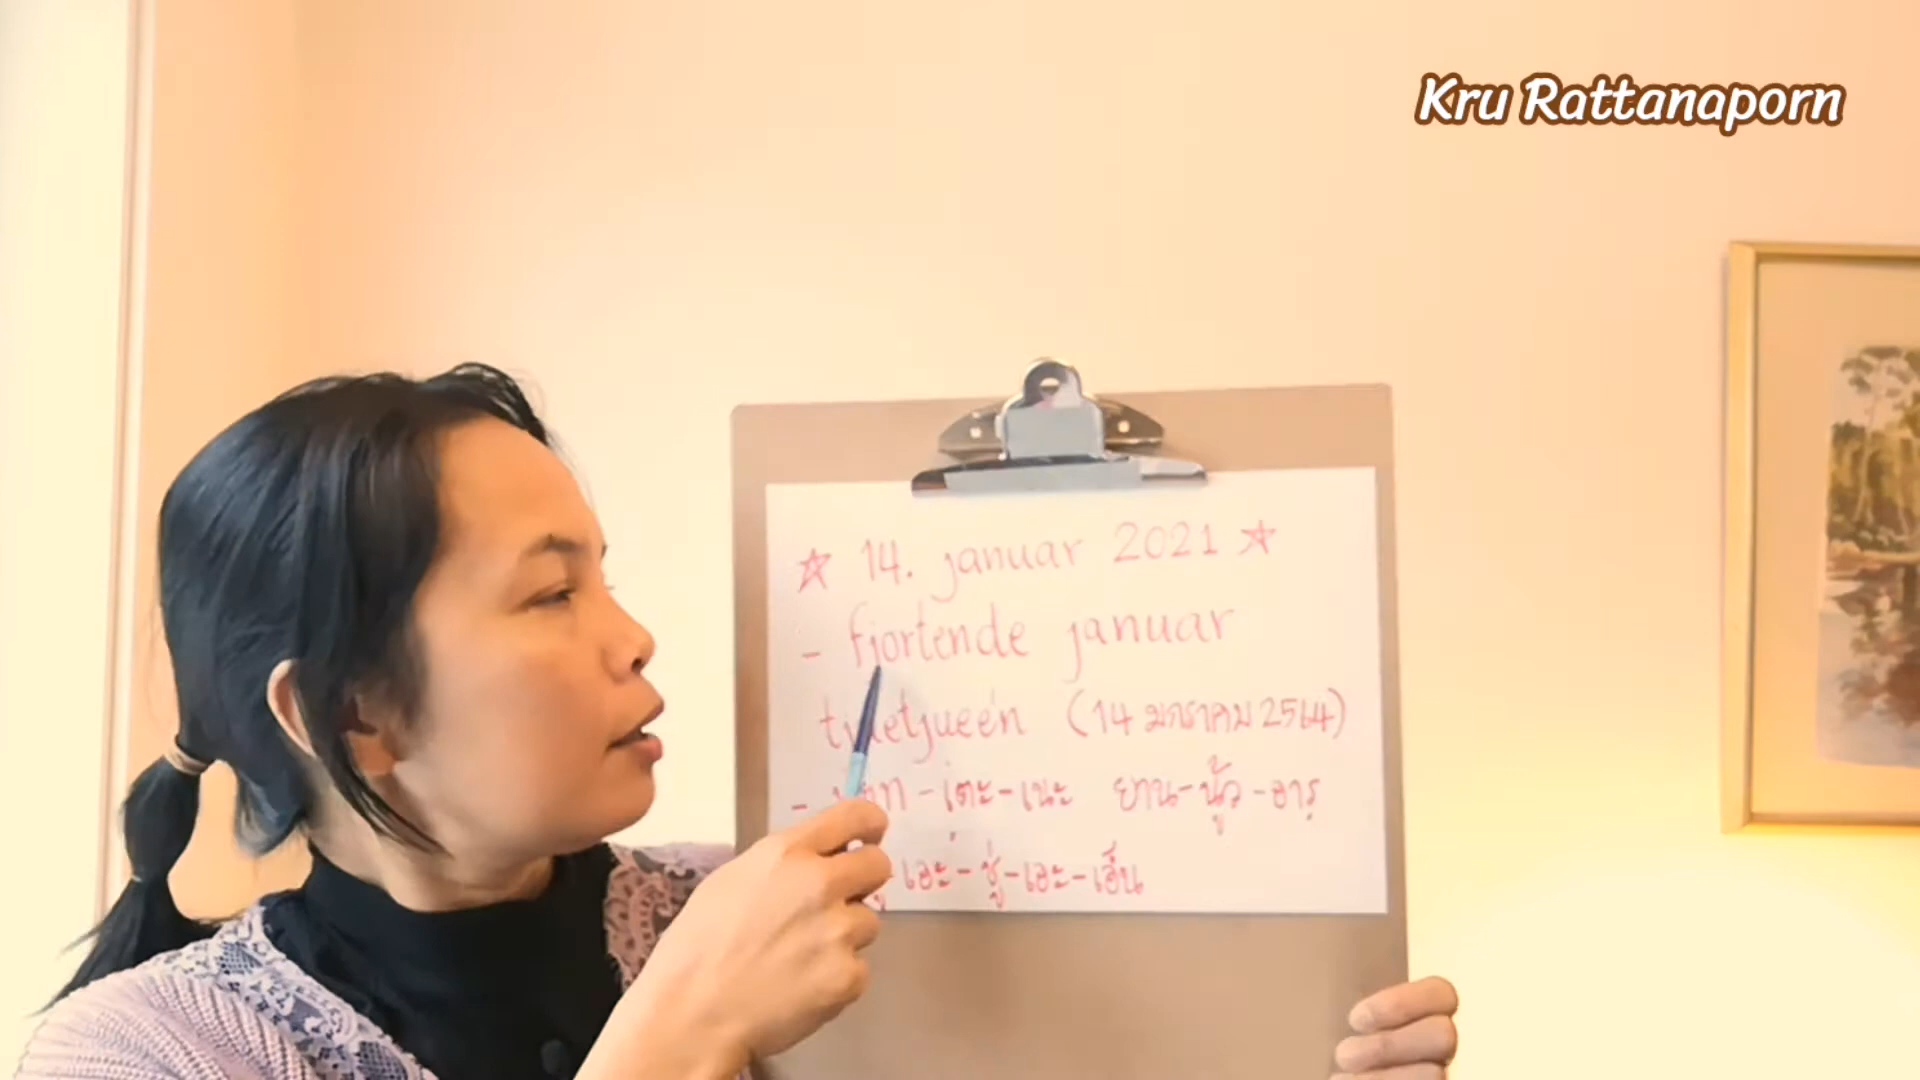 Kru Rattanaporn
☆ 14. januar 2021 ☆
- fjortende januar
(14 มกราคม 2564)
- เตะ - เนะ ยาน - นั้ว - อารฺ
เอะ - ชู่ - เอะ - เอ็น